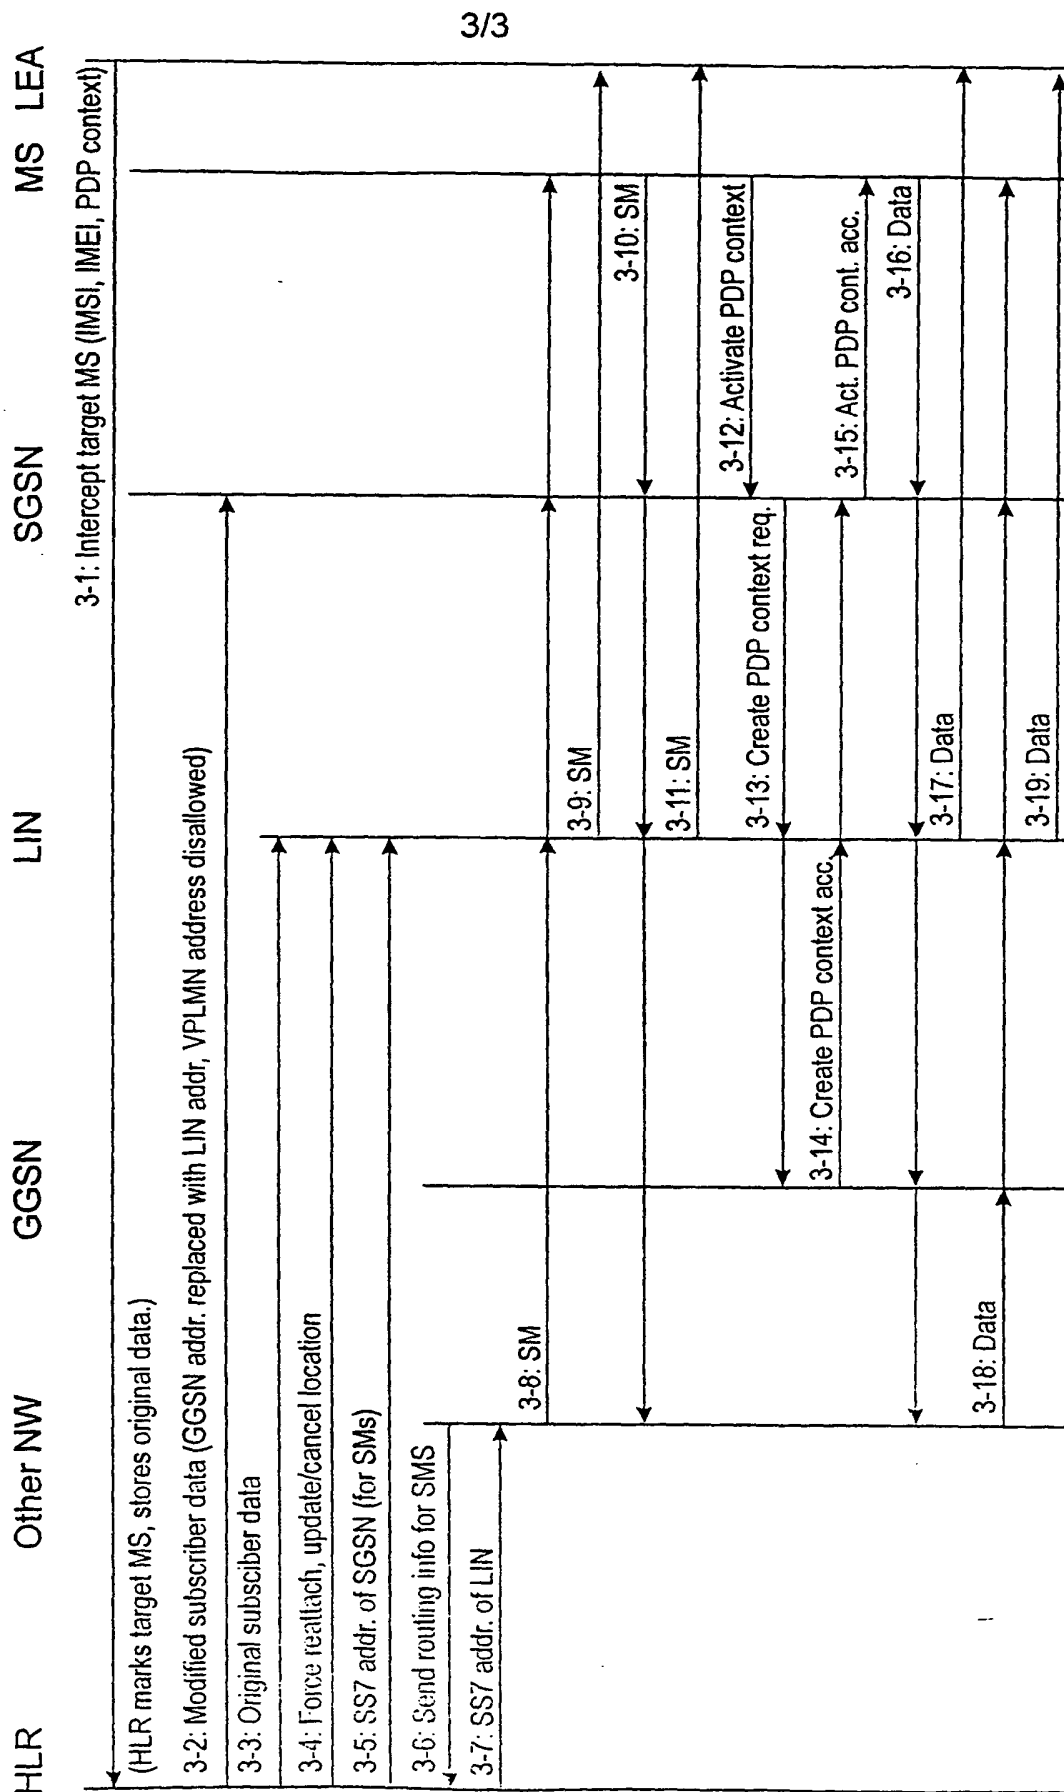 3/3
HLR Other NW GGSN LIN SGSN MS LEA
3-1: Intercept target MS (IMSI, IMEI, PDP context)
(HLR marks target MS, stores original data.)
3-2: Modified subscriber data (GGSN addr. replaced with LIN addr, VPLMN address disallowed)
3-3: Original subsciber data
3-4: Force reattach, update/cancel location
3-5: SS7 addr. of SGSN (for SMs)
3-6: Send routing info for SMS
3-7: SS7 addr. of LIN
3-8: SM
3-9: SM
3-10: SM
3-11: SM
3-12: Activate PDP context
3-13: Create PDP context req.
3-14: Create PDP context acc.
3-15: Act. PDP cont. acc.
3-16: Data
3-17: Data
3-18: Data
3-19: Data